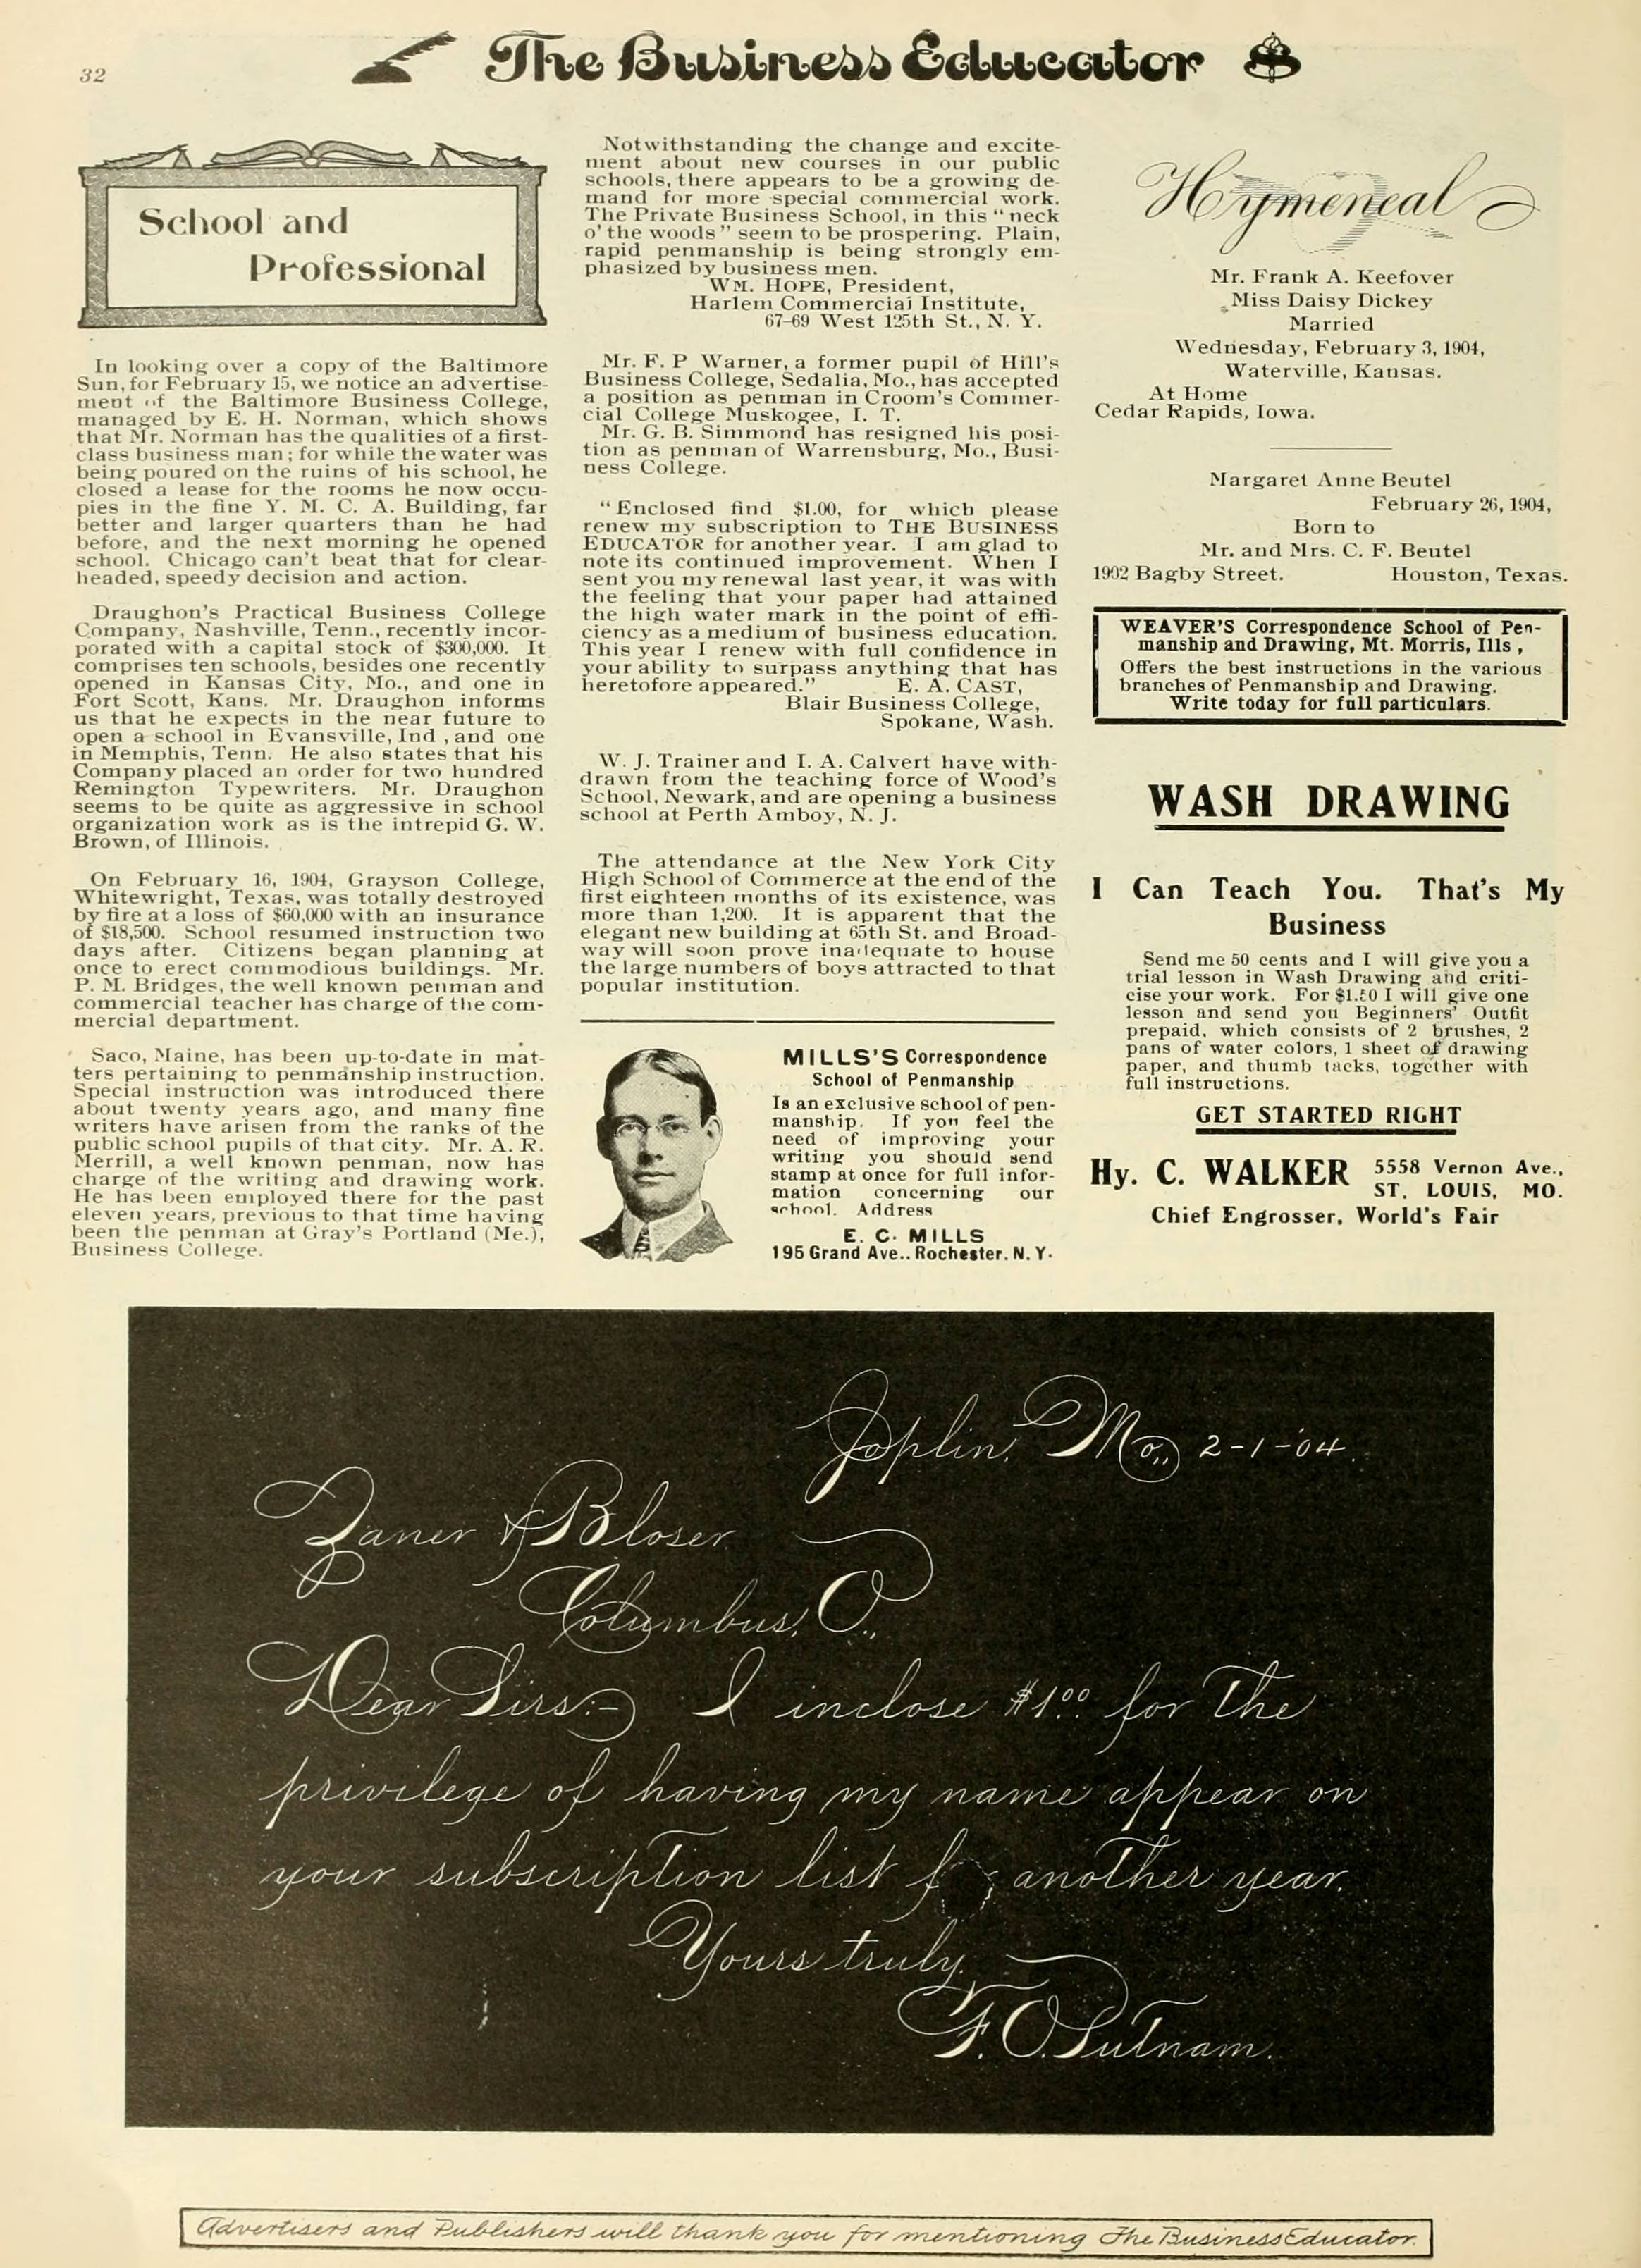 32
The Business Educator
School and
Professional
In looking over a copy of the Baltimore
Sun, for February 15, we notice an advertise-
ment of the Baltimore Business College,
managed by E. H. Norman, which shows
that Mr. Norman has the qualities of a first-
class business man; for while the water was
being poured on the ruins of his school, he
closed a lease for the rooms he now occu-
pies in the fine Y. M. C. A. Building, far
better and larger quarters than he had
before, and the next morning he opened
school. Chicago can't beat that for clear-
headed, speedy decision and action.
Draughon's Practical Business College
Company, Nashville, Tenn., recently incor-
porated with a capital stock of $300,000. It
comprises ten schools, besides one recently
opened in Kansas City, Mo., and one in
Fort Scott, Kans. Mr. Draughon informs
us that he expects in the near future to
open a school in Evansville, Ind , and one
in Memphis, Tenn. He also states that his
Company placed an order for two hundred
Remington Typewriters. Mr. Draughon
seems to be quite as aggressive in school
organization work as is the intrepid G. W.
Brown, of Illinois.
On February 16, 1904, Grayson College,
Whitewright, Texas, was totally destroyed
by fire at a loss of $60,000 with an insurance
of $18,500. School resumed instruction two
days after. Citizens began planning at
once to erect commodious buildings. Mr.
P. M. Bridges, the well known penman and
commercial teacher has charge of the com-
mercial department.
Saco, Maine, has been up-to-date in mat-
ters pertaining to penmanship instruction.
Special instruction was introduced there
about twenty years ago, and many fine
writers have arisen from the ranks of the
public school pupils of that city. Mr. A. R.
Merrill, a well known penman, now has
charge of the writing and drawing work.
He has been employed there for the past
eleven years, previous to that time having
been the penman at Gray's Portland (Me.),
Business College.
Notwithstanding the change and excite-
ment about new courses in our public
schools, there appears to be a growing de-
mand for more special commercial work.
The Private Business School, in this "neck
o' the woods" seem to be prospering. Plain,
rapid penmanship is being strongly em-
phasized by business men.
WM. HOPE, President,
Harlem Commercial Institute,
67-69 West 125th St., N. Y.
Mr. F. P Warner, a former pupil of Hill's
Business College, Sedalia, Mo., has accepted
a position as penman in Croom's Commer-
cial College Muskogee, I. T.
Mr. G. B. Simmond has resigned his posi-
tion as penman of Warrensburg, Mo., Busi-
ness College.
"Enclosed find $1.00, for which please
renew my subscription to THE BUSINESS
EDUCATOR for another year. I am glad to
note its continued improvement. When I
sent you my renewal last year, it was with
the feeling that your paper had attained
the high water mark in the point of effi-
ciency as a medium of business education.
This year I renew with full confidence in
your ability to surpass anything that has
heretofore appeared." E. A. CAST,
Blair Business College,
Spokane, Wash.
W. J. Trainer and I. A. Calvert have with-
drawn from the teaching force of Wood's
School, Newark, and are opening a business
school at Perth Amboy, N. J.
The attendance at the New York City
High School of Commerce at the end of the
first eighteen months of its existence, was
more than 1,200. It is apparent that the
elegant new building at 65th St. and Broad-
way will soon prove inadequate to house
the large numbers of boys attracted to that
popular institution.
MILLS'S Correspondence
School of Penmanship
Is an exclusive school of pen-
manship. If you feel the
need of improving your
writing you should send
stamp at once for full infor-
mation concerning our
school. Address
E. C. MILLS
195 Grand Ave., Rochester, N. Y.
Hymeneal
Mr. Frank A. Keefover
Miss Daisy Dickey
Married
Wednesday, February 3, 1904,
Waterville, Kansas.
At Home
Cedar Rapids, Iowa.
Margaret Anne Beutel
February 26, 1904,
Born to
Mr. and Mrs. C. F. Beutel
1902 Bagby Street. Houston, Texas.
WEAVER'S Correspondence School of Pen-
manship and Drawing, Mt. Morris, Ills ,
Offers the best instructions in the various
branches of Penmanship and Drawing.
Write today for full particulars.
WASH DRAWING
I Can Teach You. That's My
Business
Send me 50 cents and I will give you a
trial lesson in Wash Drawing and criti-
cise your work. For $1.50 I will give one
lesson and send you Beginners' Outfit
prepaid, which consists of 2 brushes, 2
pans of water colors, 1 sheet of drawing
paper, and thumb tacks, together with
full instructions.
GET STARTED RIGHT
Hy. C. WALKER 5558 Vernon Ave.,
ST. LOUIS, MO.
Chief Engrosser, World's Fair
Joplin, Mo., 2-1-'04.
Zaner & Bloser
Columbus, O.,
Dear Sirs:- I inclose $1.00 for the
privilege of having my name appear on
your subscription list for another year.
Yours truly,
F. O. Putnam.
Advertisers and Publishers will thank you for mentioning The Business Educator.